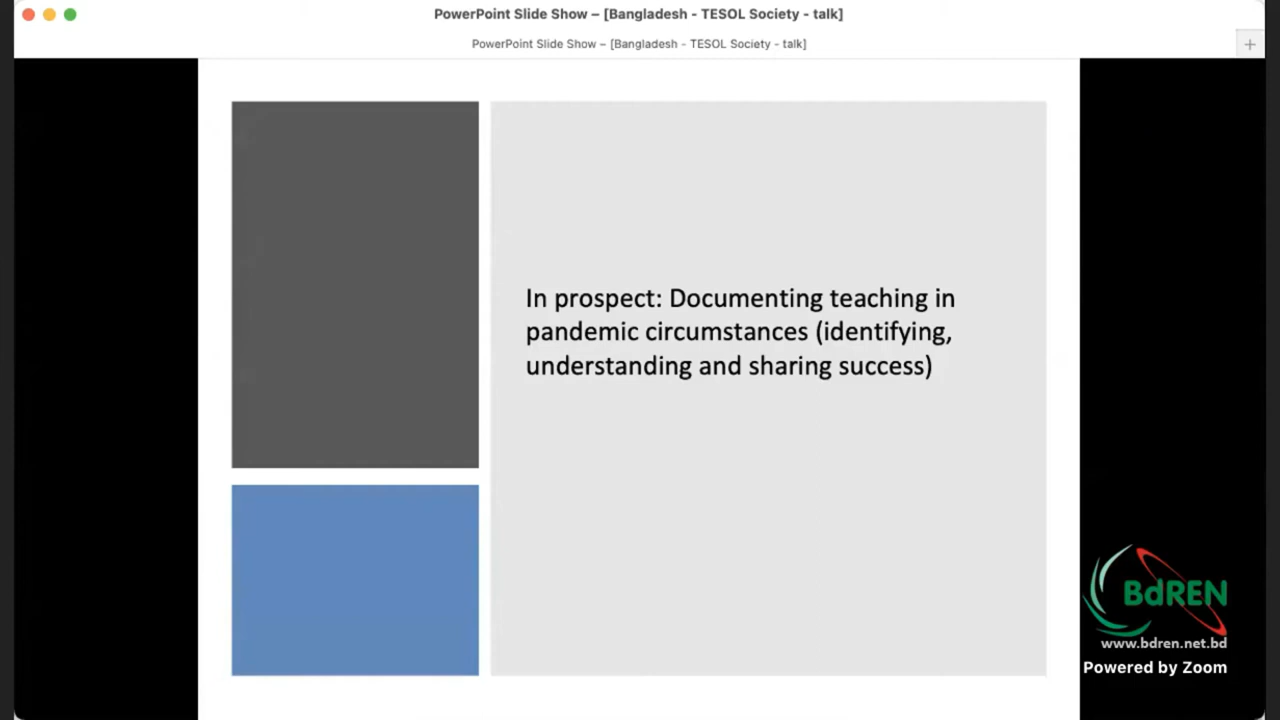 PowerPoint Slide Show – [Bangladesh - TESOL Society - talk]
PowerPoint Slide Show – [Bangladesh - TESOL Society - talk]
In prospect: Documenting teaching in
pandemic circumstances (identifying,
understanding and sharing success)
BdREN
www.bdren.net.bd
Powered by Zoom